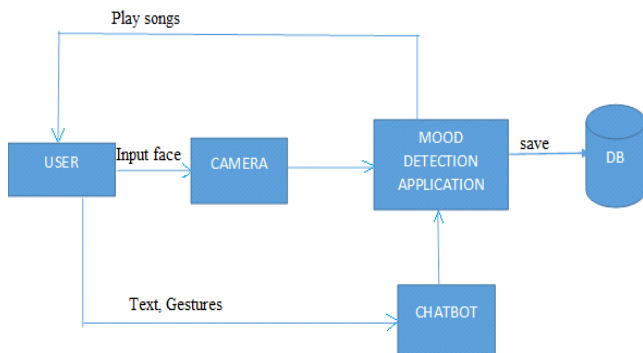 Play songs
USER
Input face
CAMERA
MOOD
DETECTION
APPLICATION
save
DB
Text, Gestures
CHATBOT